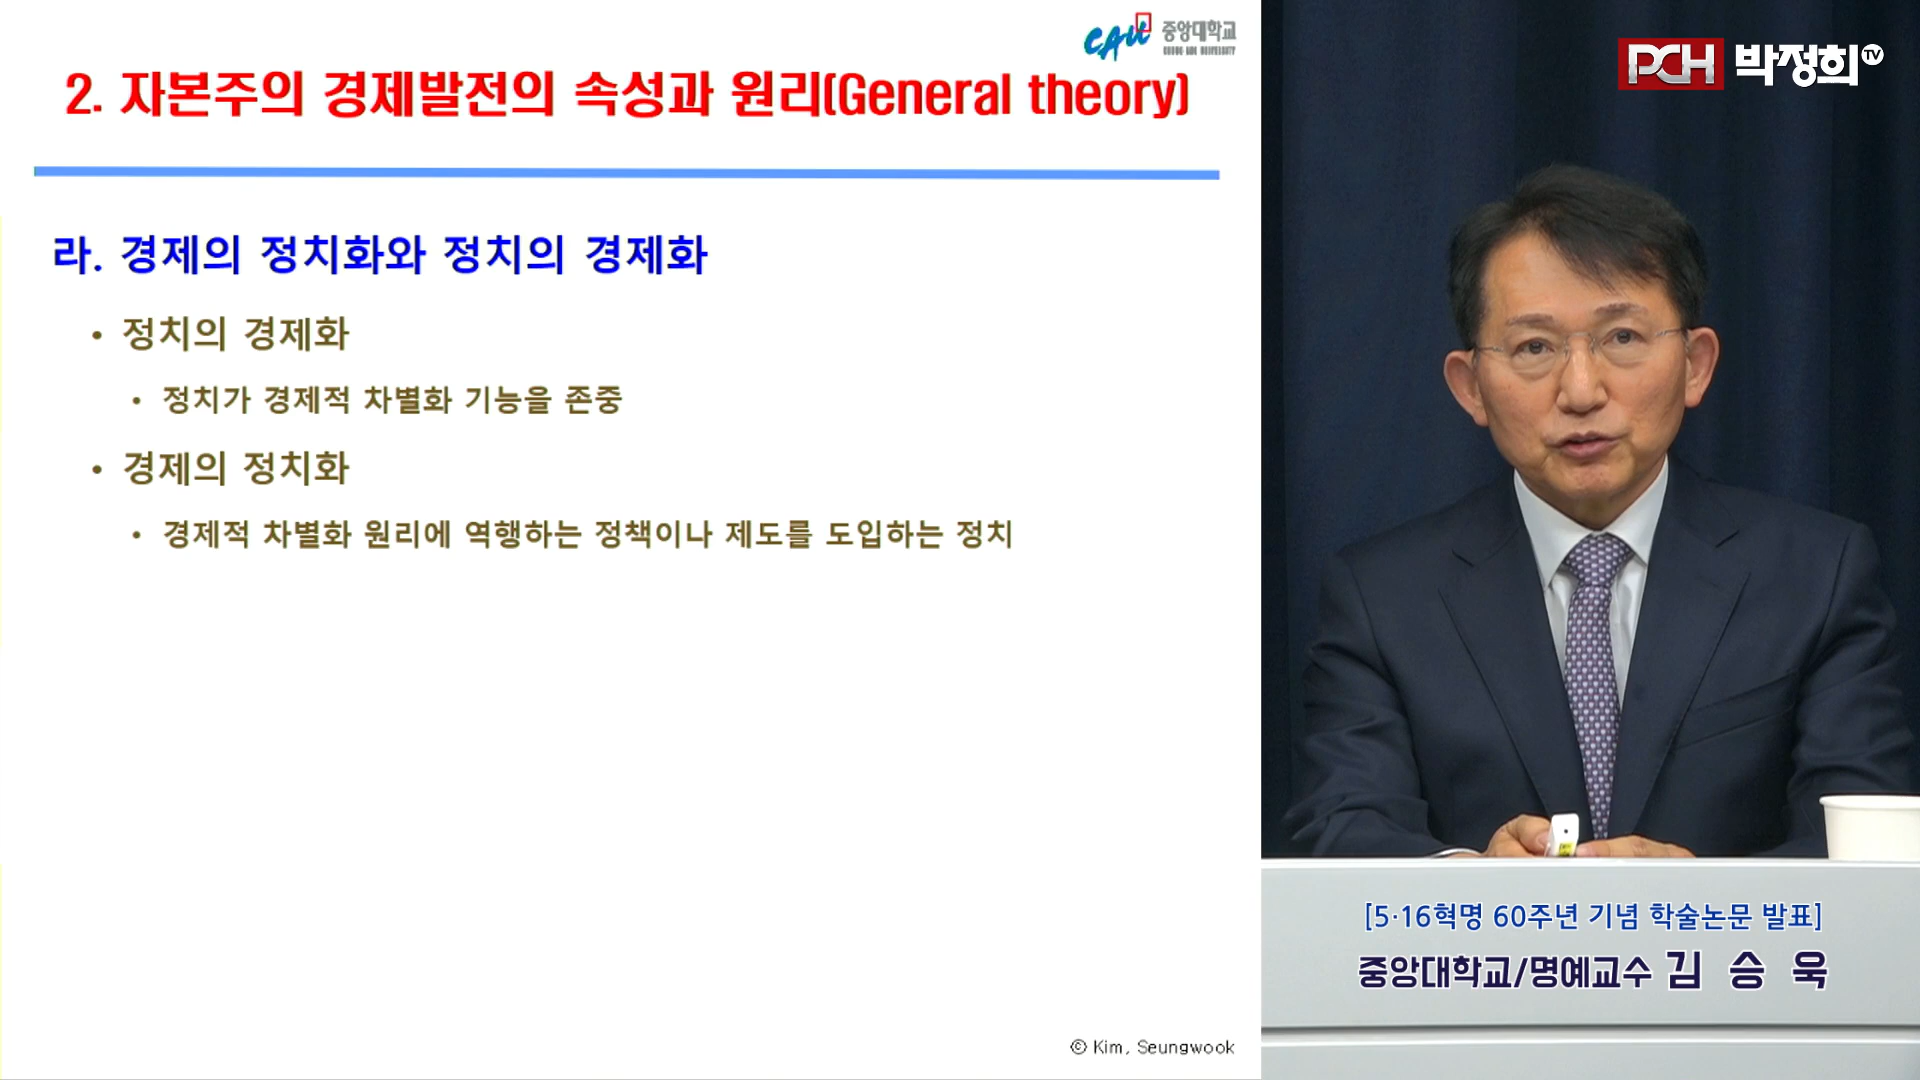 CAU 중앙대학교
CHUNG-ANG UNIVERSITY
2. 자본주의 경제발전의 속성과 원리(General theory)
라. 경제의 정치화와 정치의 경제화
• 정치의 경제화
• 정치가 경제적 차별화 기능을 존중
• 경제의 정치화
• 경제적 차별화 원리에 역행하는 정책이나 제도를 도입하는 정치
© Kim, Seungwook
PCH 박정희TV
[5·16혁명 60주년 기념 학술논문 발표]
중앙대학교/명예교수 김 승 욱